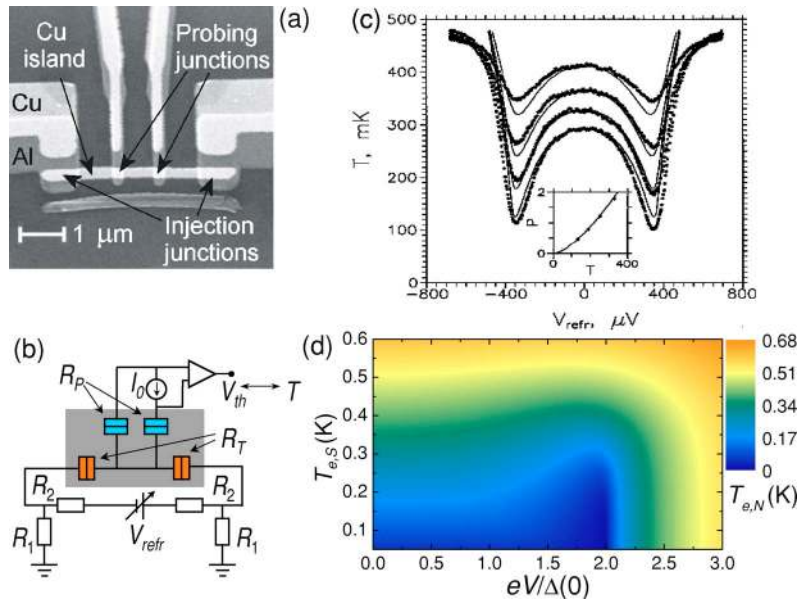 (a)
Cu
island
Probing
junctions
Cu
Al
Injection
junctions
1 μm
(b)
R_P
I_0
V_th
T
R_T
R_2
R_2
R_1
V_refr
R_1
(c)
T, mK
500
400
300
200
100
0
-800
-400
0
400
800
V_refr, μV
P
2
0
0
T
400
(d)
T_e,S(K)
0.6
0.5
0.4
0.3
0.2
0.1
0.0
0.5
1.0
1.5
2.0
2.5
3.0
eV/Δ(0)
0.68
0.51
0.34
0.17
0
T_e,N(K)